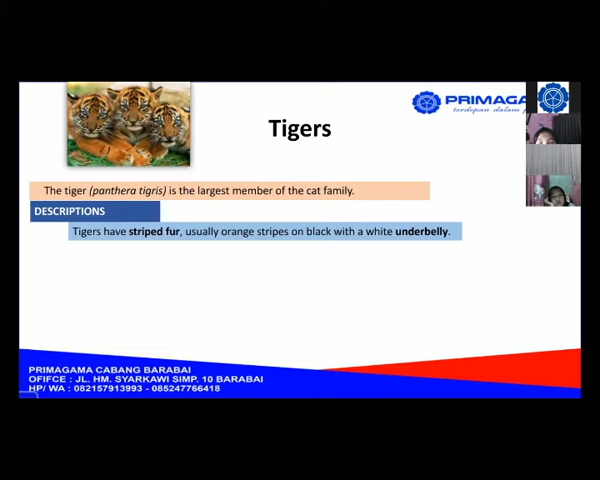 PRIMAGA
terdepan dalam
Tigers
The tiger (panthera tigris) is the largest member of the cat family.
DESCRIPTIONS
Tigers have striped fur, usually orange stripes on black with a white underbelly.
PRIMAGAMA CABANG BARABAI
OFIFCE : JL. HM. SYARKAWI SIMP. 10 BARABAI
HP/ WA : 082157913993 - 085247766418